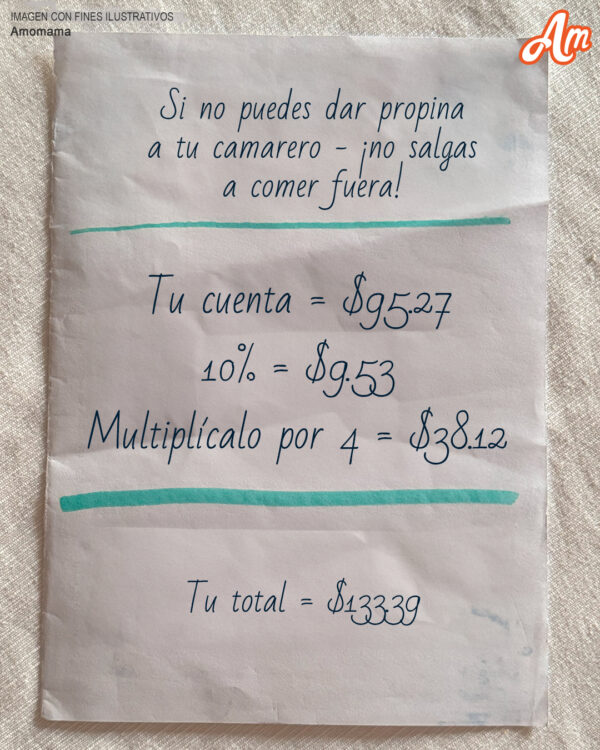 IMAGEN CON FINES ILUSTRATIVOS
Amomama
Am
Si no puedes dar propina
a tu camarero - ¡no salgas
a comer fuera!
Tu cuenta = $95.27
10% = $9.53
Multiplícalo por 4 = $38.12
Tu total = $133.39